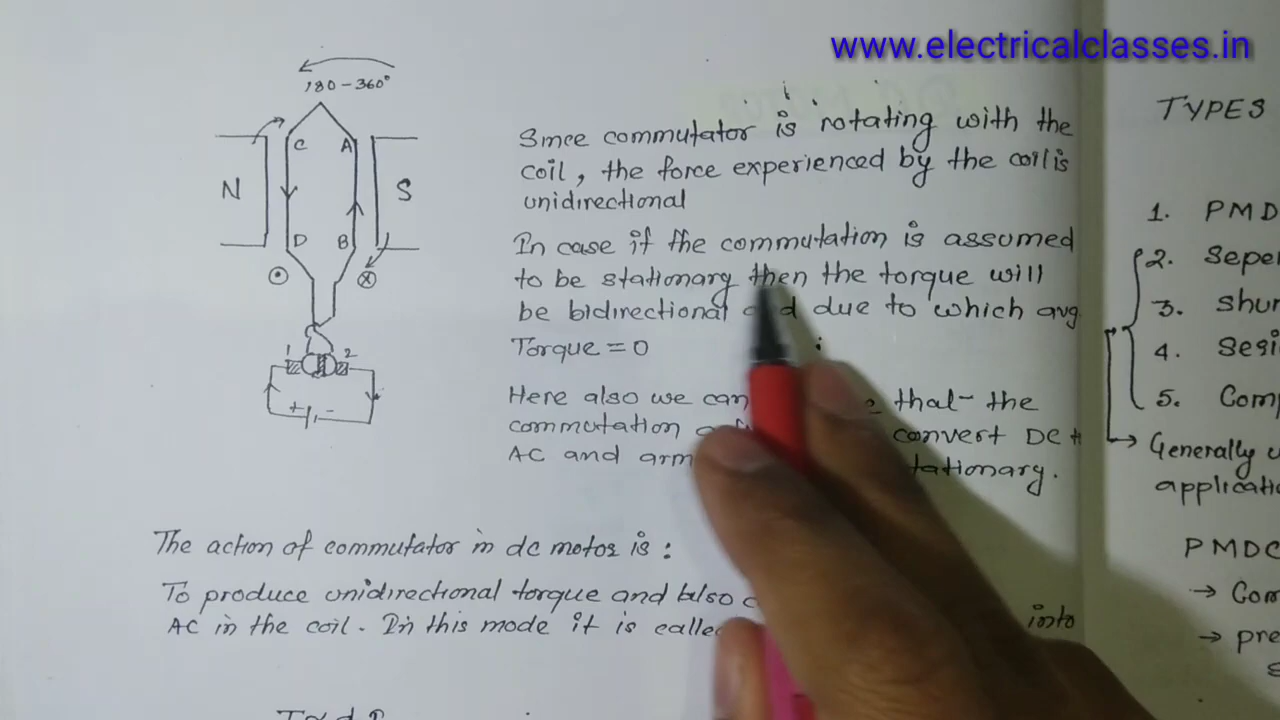 www.electricalclasses.in
180-360°
C A
N S
D B
1 2
+ -
Since commutator is rotating with the
coil, the force experienced by the coil is
unidirectional
In case if the commutation is assumed
to be stationary then the torque will
be bidirectional and due to which avg
Torque = 0
Here also we can that the
commutation convert DC
AC and stationary.
The action of commutator in dc motor is:
To produce unidirectional torque and also
into
AC in the coil. In this mode it is
TYPES
1. PMD
2. Sepe
3. Shu
4. Seri
5. Com
Generally
applicati
PMDC
→ Com
→ pre